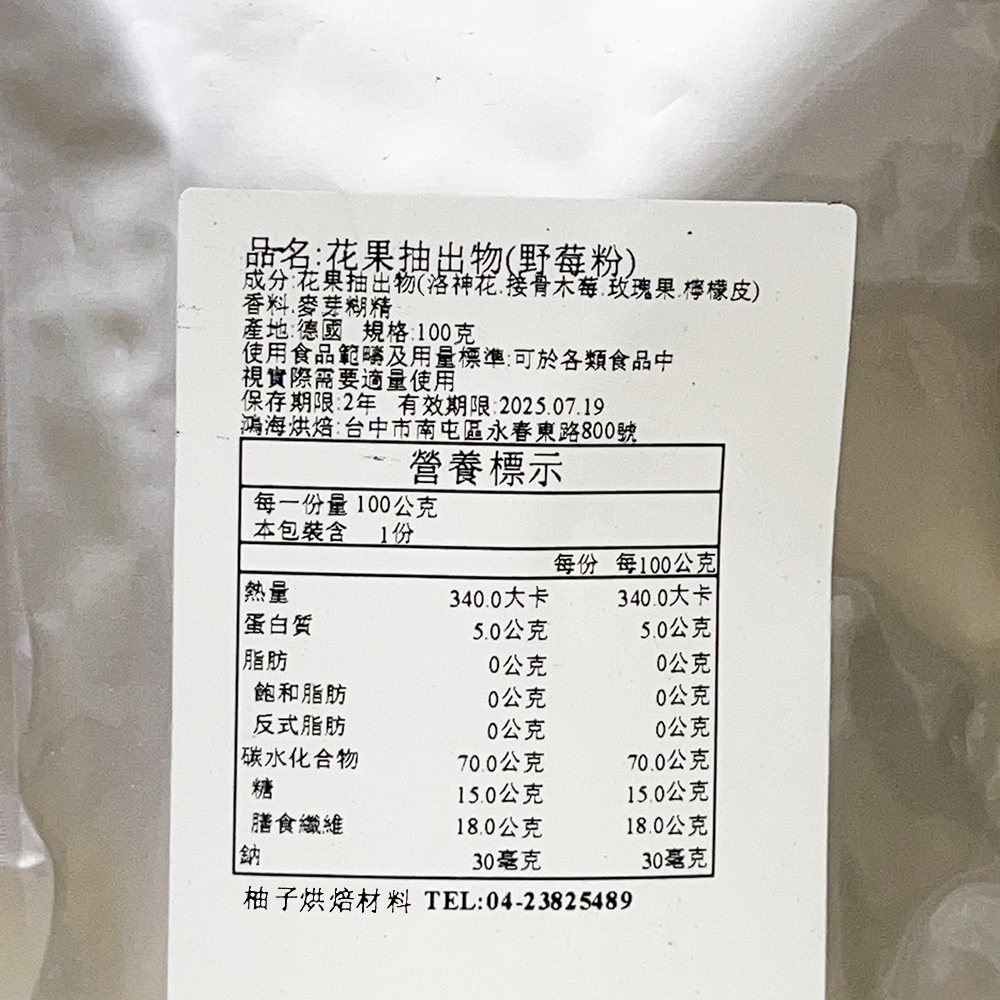 品名:花果抽出物(野莓粉)
成分:花果抽出物(洛神花.接骨木莓.玫瑰果.檸檬皮)
香料.麥芽糊精
產地:德國 規格:100克
使用食品範疇及用量標準:可於各類食品中
視實際需要適量使用
保存期限:2年 有效期限:2025.07.19
鴻海烘焙:台中市南屯區永春東路800號
營養標示
每一份量 100公克
本包裝含 1份
每份 每100公克
熱量 340.0大卡 340.0大卡
蛋白質 5.0公克 5.0公克
脂肪 0公克 0公克
飽和脂肪 0公克 0公克
反式脂肪 0公克 0公克
碳水化合物 70.0公克 70.0公克
糖 15.0公克 15.0公克
膳食纖維 18.0公克 18.0公克
鈉 30毫克 30毫克
柚子烘焙材料 TEL:04-23825489